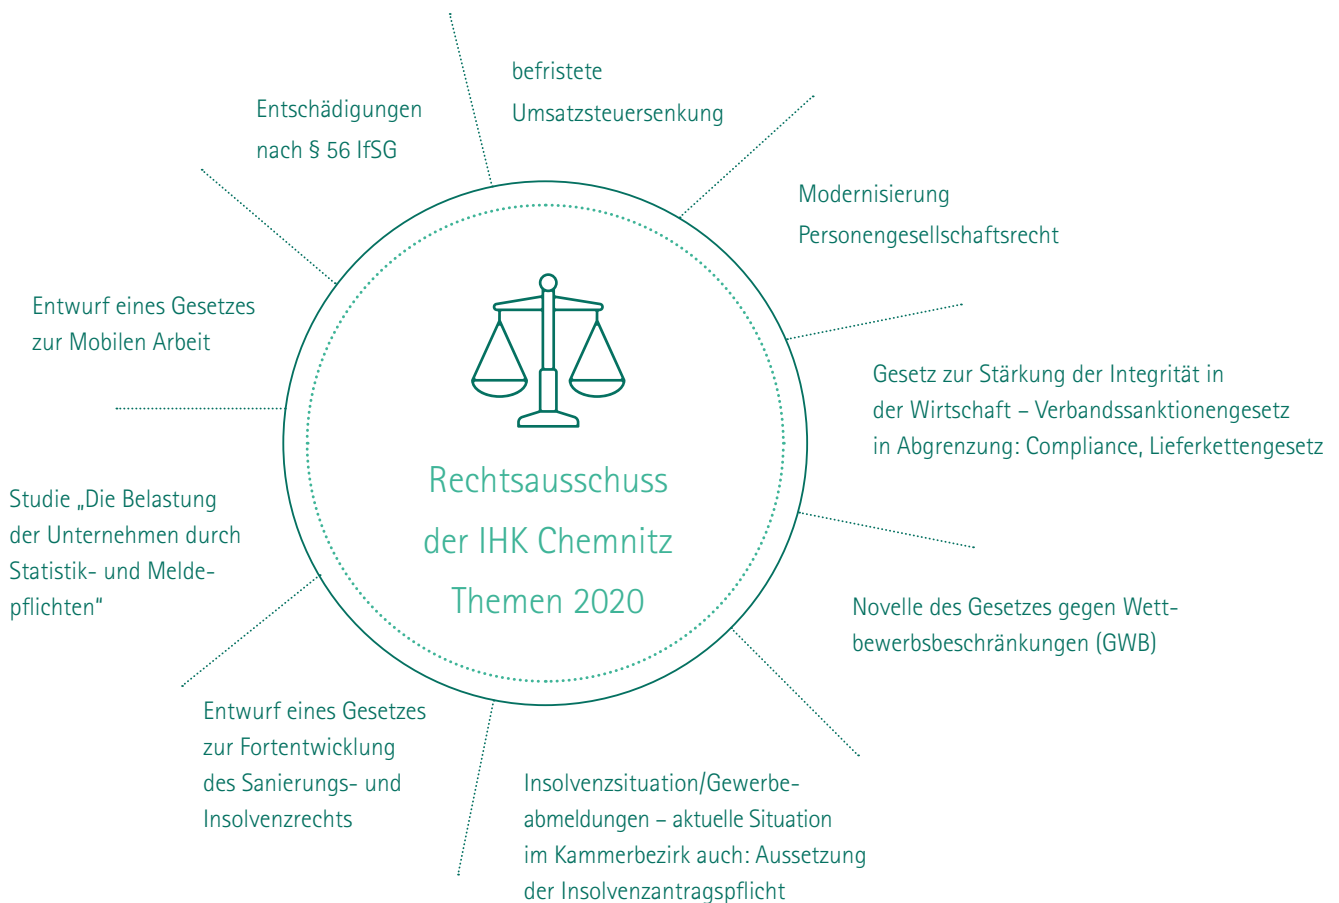 Rechtsausschuss
der IHK Chemnitz
Themen 2020
befristete
Umsatzsteuersenkung
Modernisierung
Personengesellschaftsrecht
Gesetz zur Stärkung der Integrität in
der Wirtschaft – Verbandssanktionengesetz
in Abgrenzung: Compliance, Lieferkettengesetz
Novelle des Gesetzes gegen Wett-
bewerbsbeschränkungen (GWB)
Insolvenzsituation/Gewerbe-
abmeldungen – aktuelle Situation
im Kammerbezirk auch: Aussetzung
der Insolvenzantragspflicht
Entwurf eines Gesetzes
zur Fortentwicklung
des Sanierungs- und
Insolvenzrechts
Studie „Die Belastung
der Unternehmen durch
Statistik- und Melde-
pflichten“
Entwurf eines Gesetzes
zur Mobilen Arbeit
Entschädigungen
nach § 56 IfSG